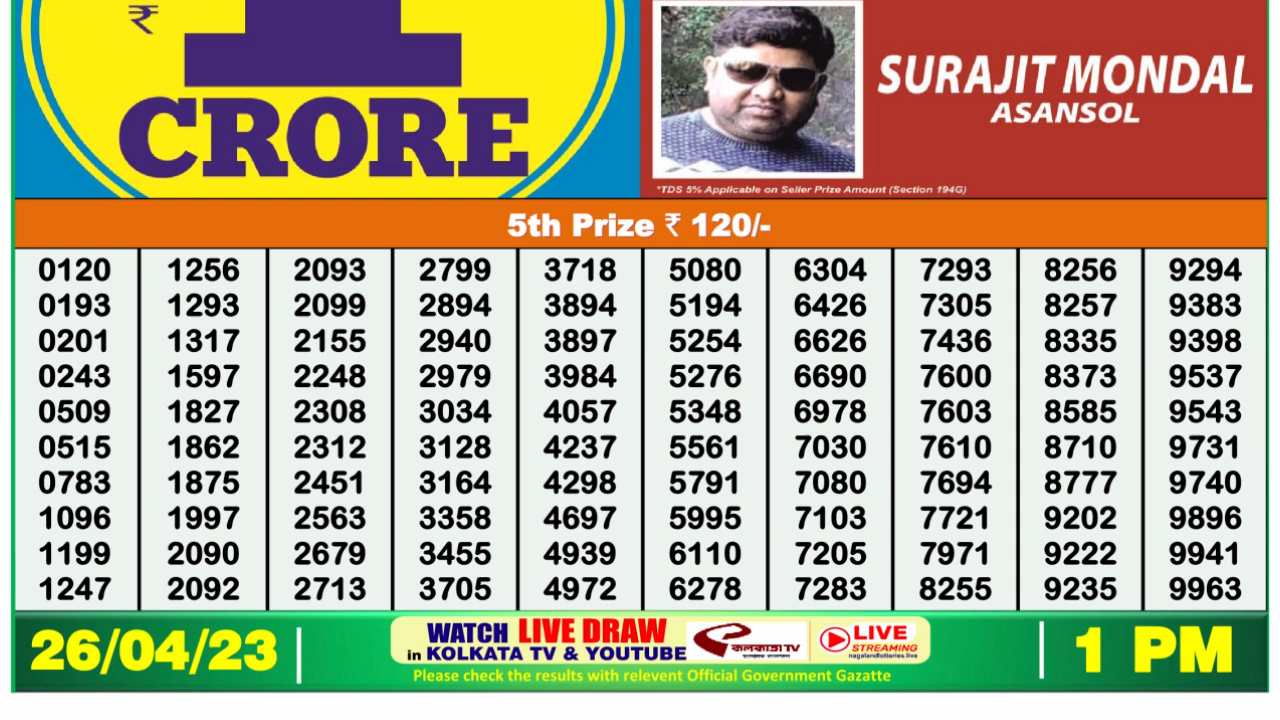 ₹
1
CRORE
SURAJIT MONDAL
ASANSOL
*TDS 5% Applicable on Seller Prize Amount (Section 194G)
5th Prize ₹ 120/-
0120 1256 2093 2799 3718 5080 6304 7293 8256 9294
0193 1293 2099 2894 3894 5194 6426 7305 8257 9383
0201 1317 2155 2940 3897 5254 6626 7436 8335 9398
0243 1597 2248 2979 3984 5276 6690 7600 8373 9537
0509 1827 2308 3034 4057 5348 6978 7603 8585 9543
0515 1862 2312 3128 4237 5561 7030 7610 8710 9731
0783 1875 2451 3164 4298 5791 7080 7694 8777 9740
1096 1997 2563 3358 4697 5995 7103 7721 9202 9896
1199 2090 2679 3455 4939 6110 7205 7971 9222 9941
1247 2092 2713 3705 4972 6278 7283 8255 9235 9963
26/04/23
WATCH LIVE DRAW
in KOLKATA TV & YOUTUBE
কলকাতা TV
LIVE
STREAMING
nagalandlotteries.live
1 PM
Please check the results with relevent Official Government Gazatte